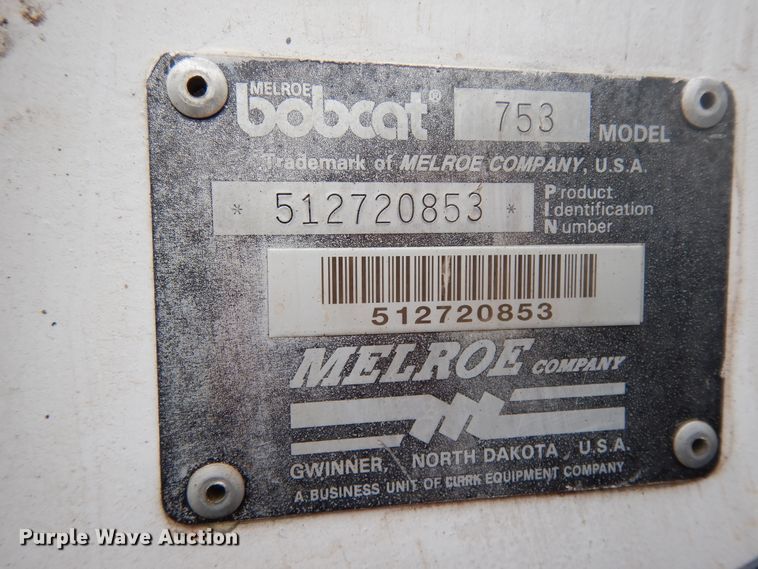 MELROE
bobcat® 753 MODEL
Trademark of MELROE COMPANY, U.S.A.
* 512720853 * Product
Identification
Number
512720853
MELROE COMPANY
GWINNER, NORTH DAKOTA, U.S.A.
A BUSINESS UNIT OF CLARK EQUIPMENT COMPANY
Purple Wave Auction